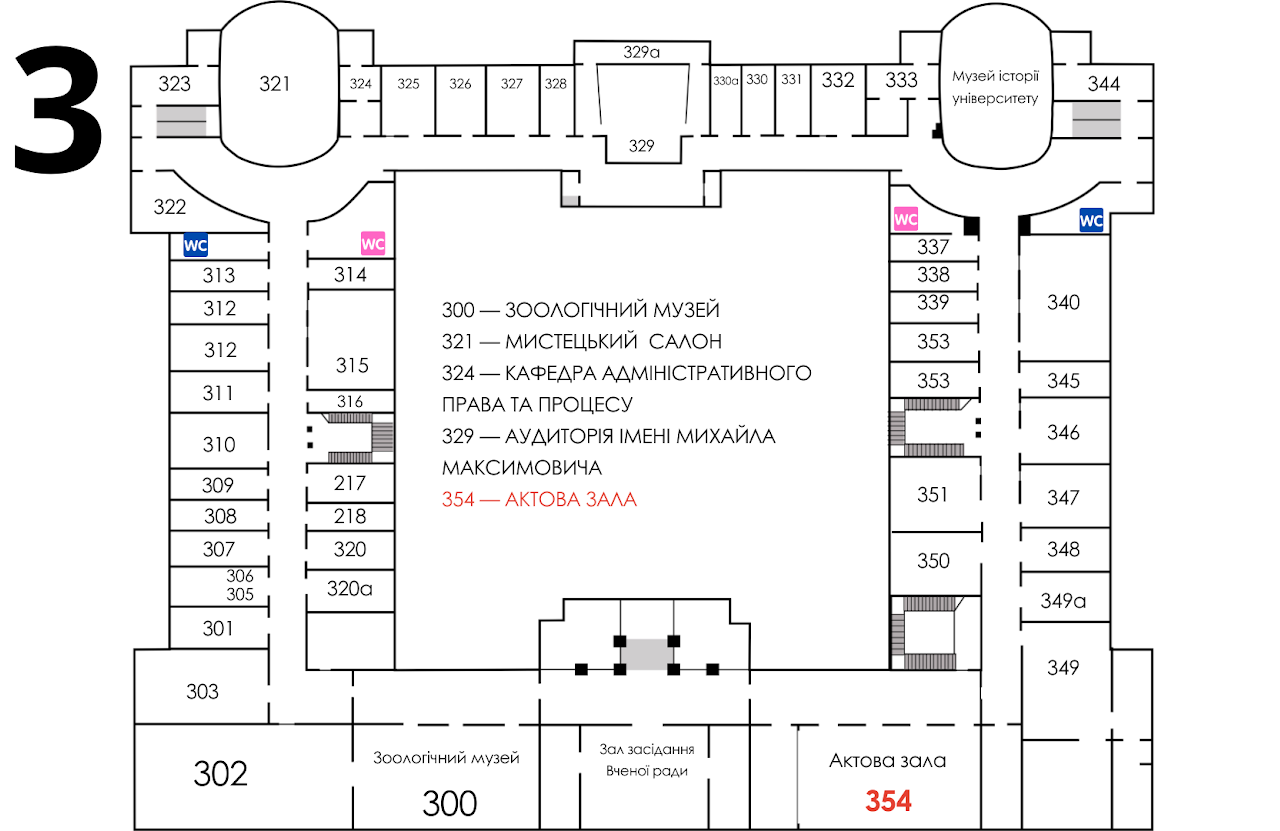 3
329а
323
321
324
325
326
327
328
330а
330
331
332
333
Музей історії
університету
344
329
322
WC
WC
WC
WC
313
314
337
312
338
339
340
312
315
353
311
316
353
345
310
346
309
217
351
347
308
218
307
320
350
348
306
305
320а
349а
301
303
349
300 — ЗООЛОГІЧНИЙ МУЗЕЙ
321 — МИСТЕЦЬКИЙ САЛОН
324 — КАФЕДРА АДМІНІСТРАТИВНОГО
ПРАВА ТА ПРОЦЕСУ
329 — АУДИТОРІЯ ІМЕНІ МИХАЙЛА
МАКСИМОВИЧА
354 — АКТОВА ЗАЛА
302
Зоологічний музей
300
Зал засідання
Вченої ради
Актова зала
354